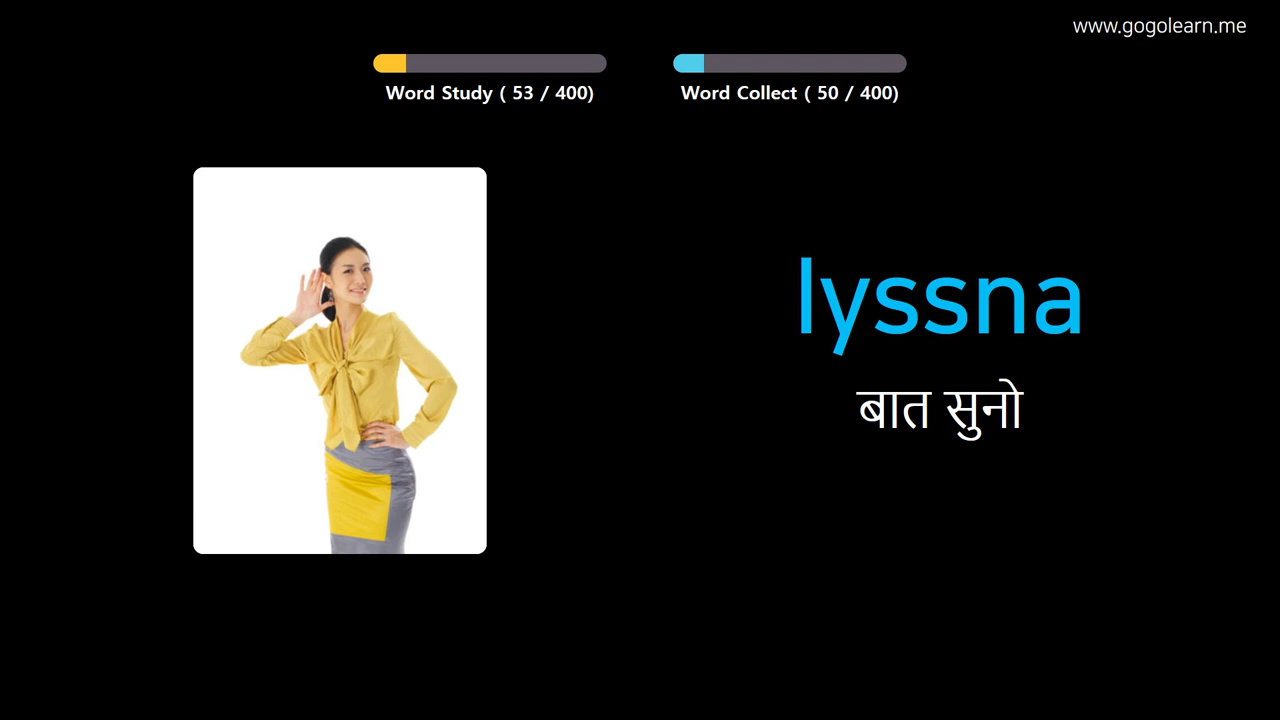 www.gogolearn.me
Word Study ( 53 / 400)
Word Collect ( 50 / 400)
lyssna
बात सुनो